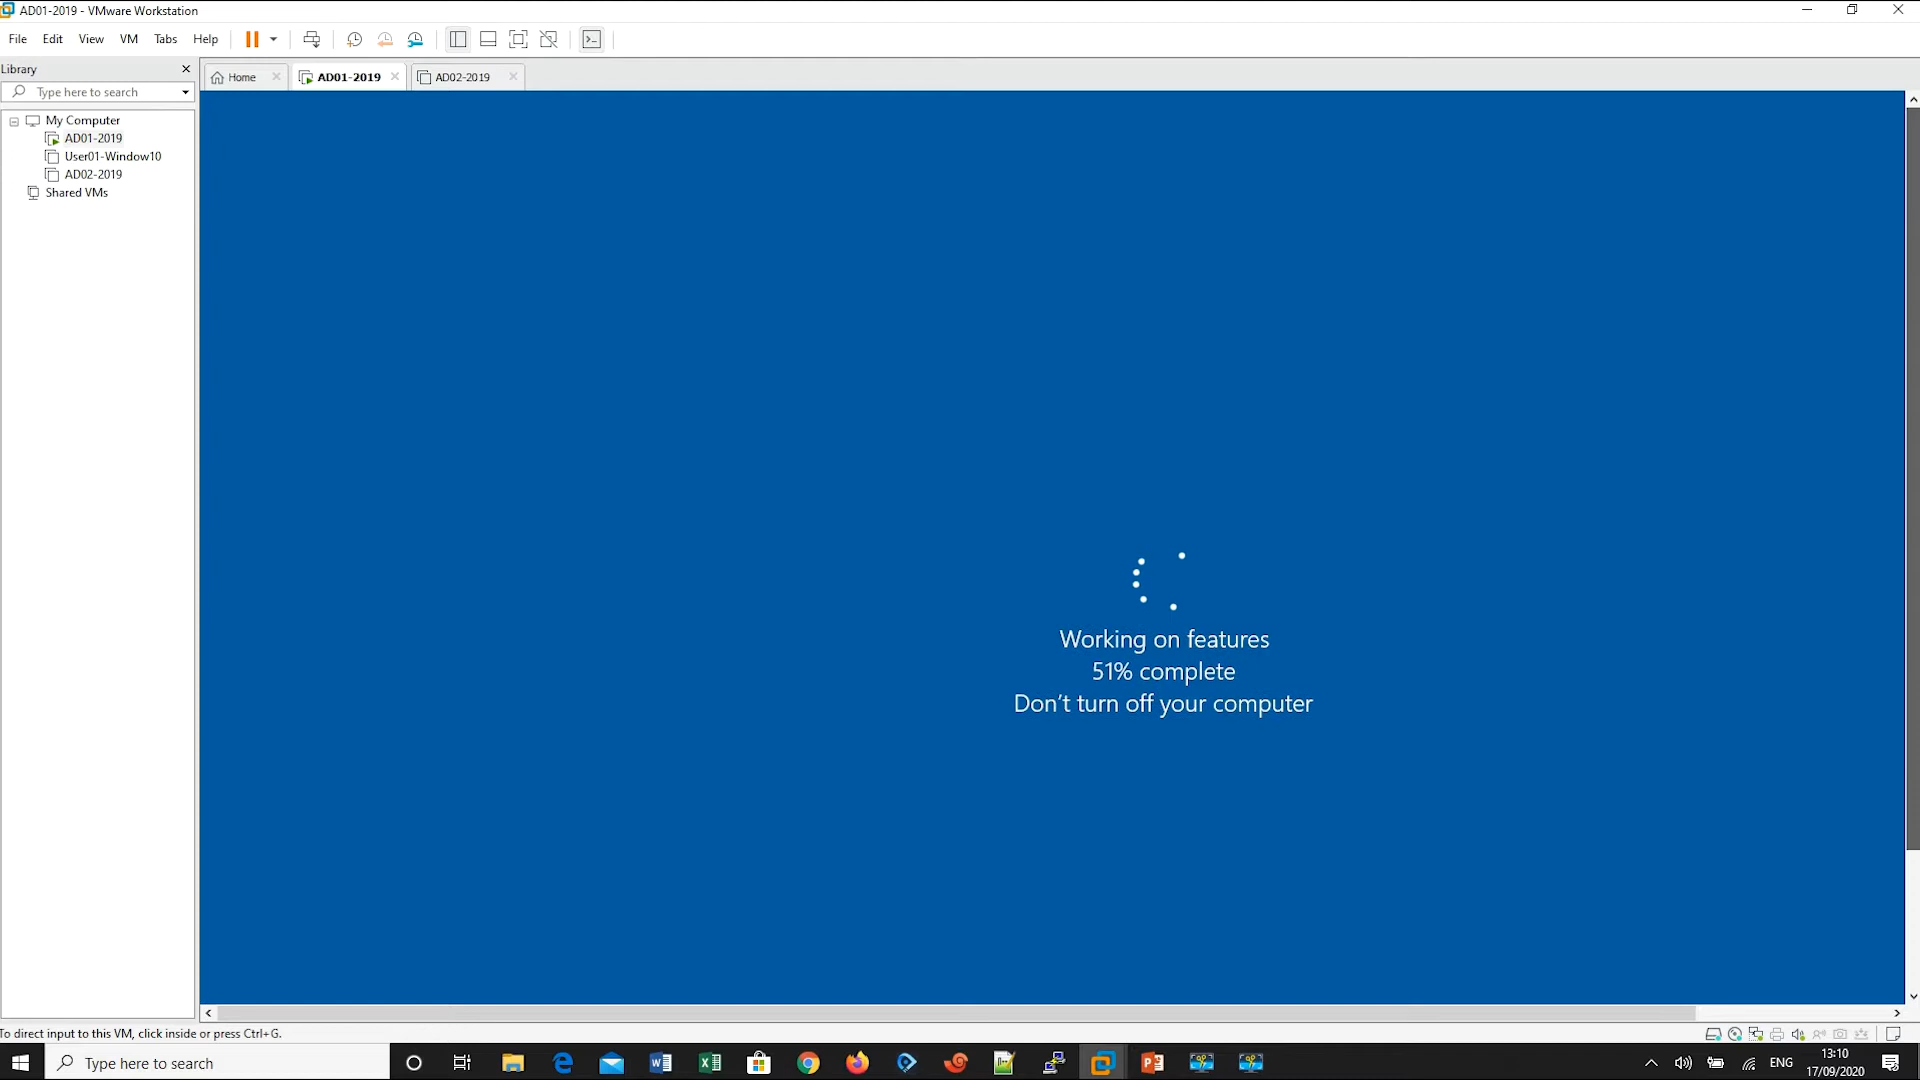 AD01-2019 - VMware Workstation
File Edit View VM Tabs Help
Library
Type here to search
Home
AD01-2019
AD02-2019
My Computer
AD01-2019
User01-Window10
AD02-2019
Shared VMs
Working on features
51% complete
Don't turn off your computer
To direct input to this VM, click inside or press Ctrl+G.
Type here to search
ENG
13:10
17/09/2020